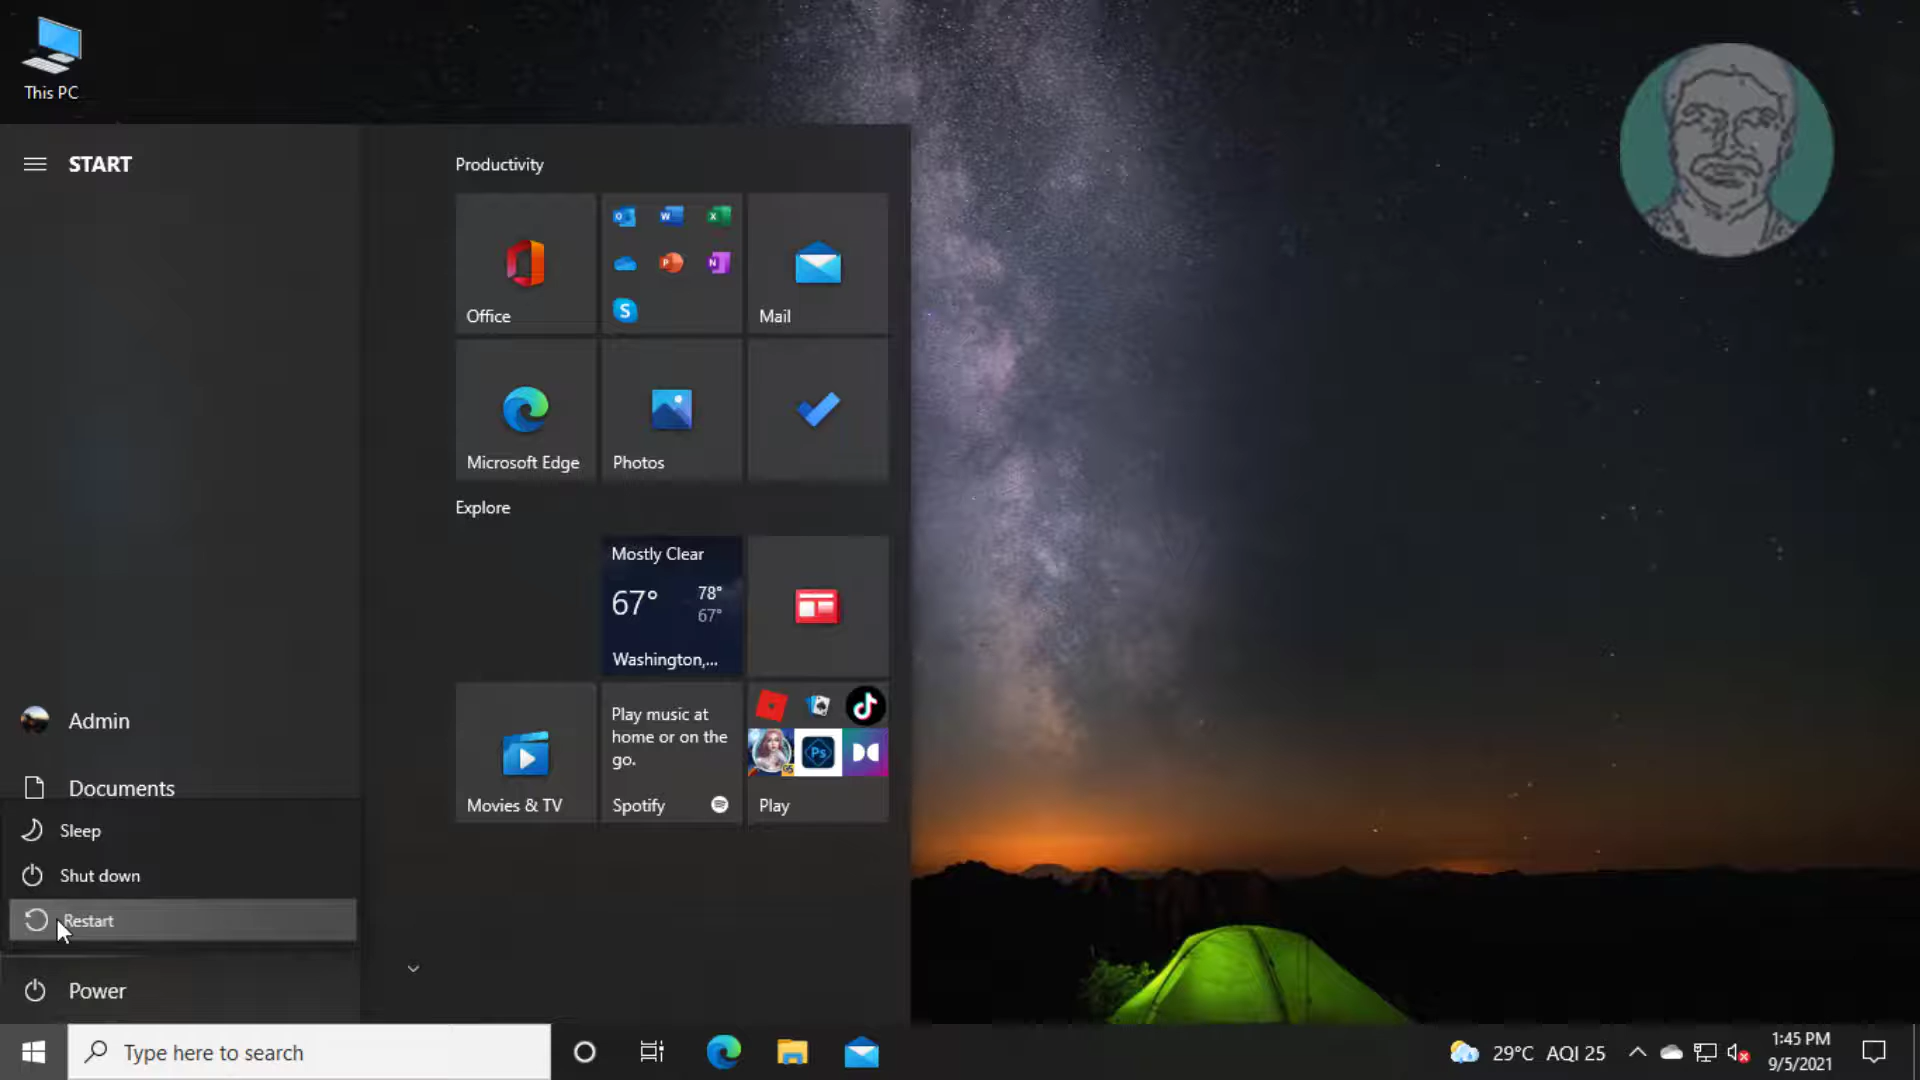 This PC
START
Productivity
Office
Mail
Microsoft Edge
Photos
Explore
Mostly Clear
67°
78°
67°
Washington,...
Movies & TV
Play music at
home or on the
go.
Spotify
Ps
Play
Admin
Documents
Sleep
Shut down
Restart
Power
Type here to search
29°C AQI 25
1:45 PM
9/5/2021